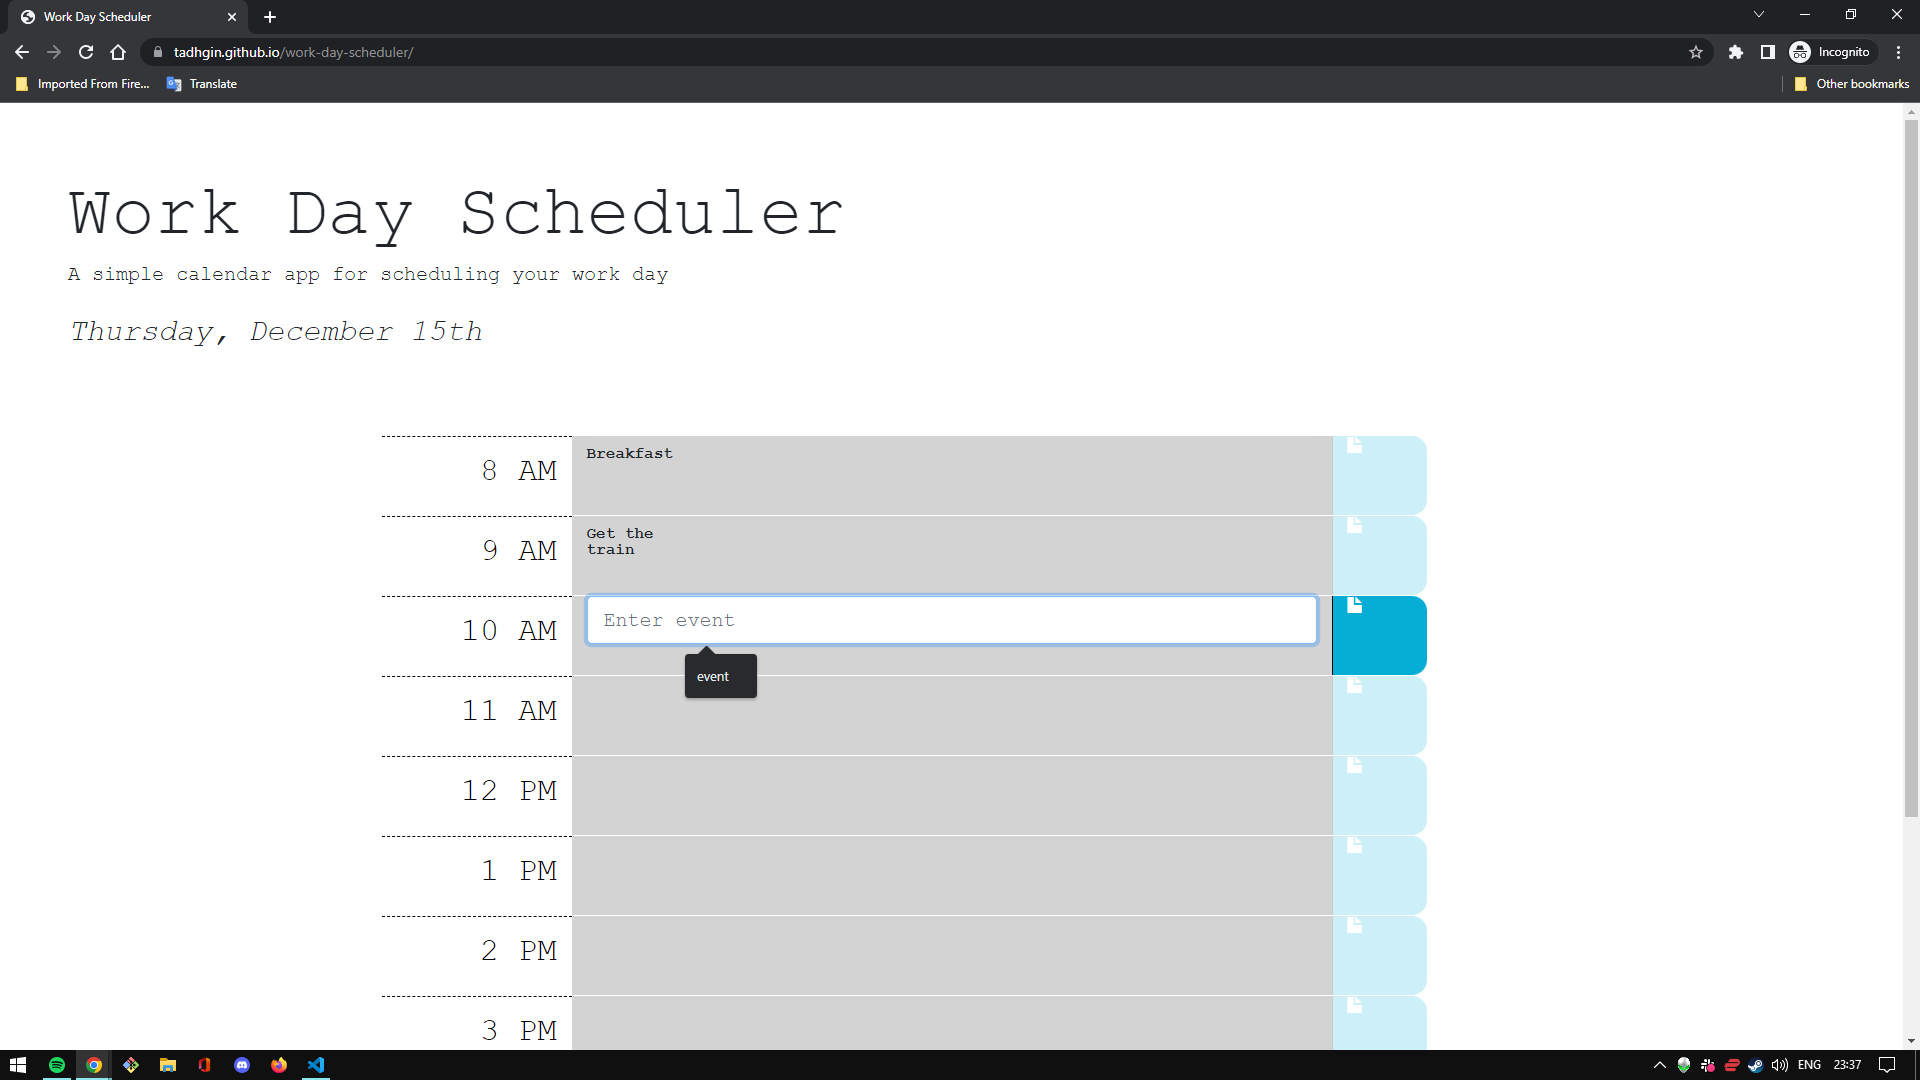 Work Day Scheduler
tadhgin.github.io/work-day-scheduler/
Incognito
Imported From Fire...
Translate
Other bookmarks
Work Day Scheduler
A simple calendar app for scheduling your work day
Thursday, December 15th
8 AM
Breakfast
9 AM
Get the
train
10 AM
Enter event
event
11 AM
12 PM
1 PM
2 PM
3 PM
ENG
23:37